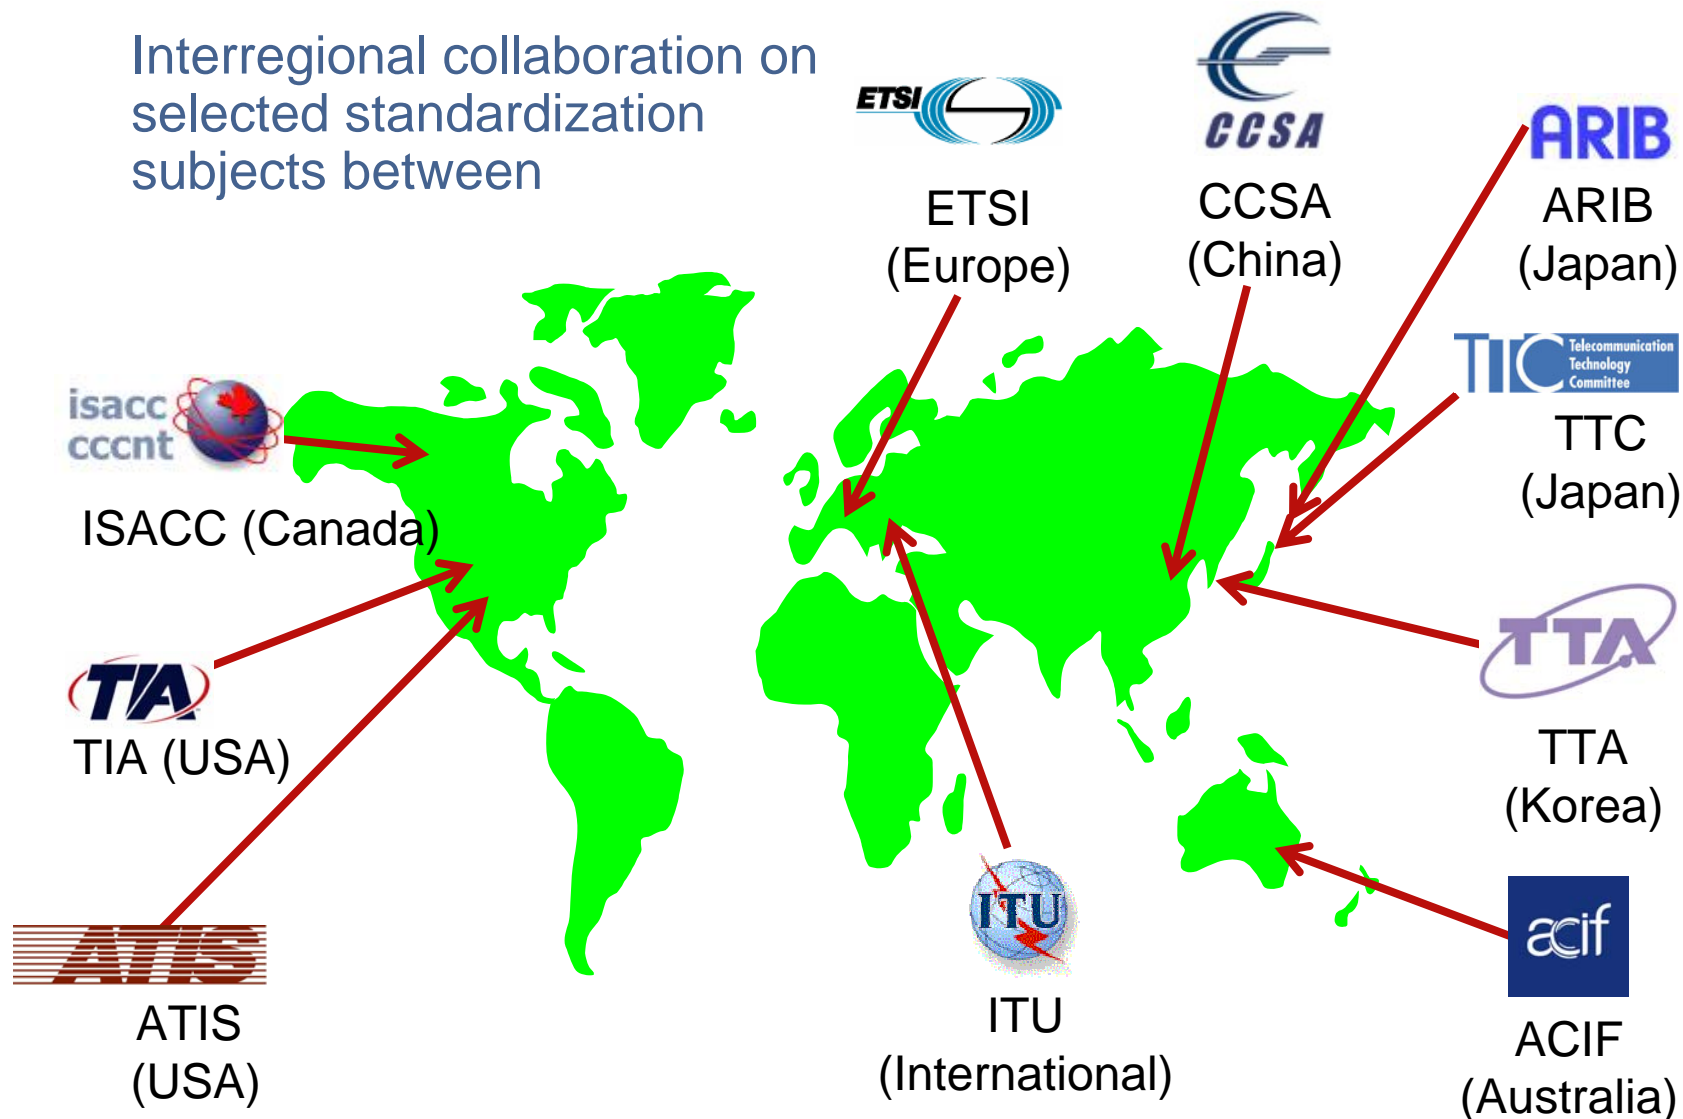 Interregional collaboration on
selected standardization
subjects between
ETSI
ETSI
(Europe)
CCSA
CCSA
(China)
ARIB
ARIB
(Japan)
TTC Telecommunication
Technology
Committee
TTC
(Japan)
isacc
cccnt
ISACC (Canada)
TIA
TIA (USA)
TTA
TTA
(Korea)
ATIS
ATIS
(USA)
ITU
ITU
(International)
acif
ACIF
(Australia)